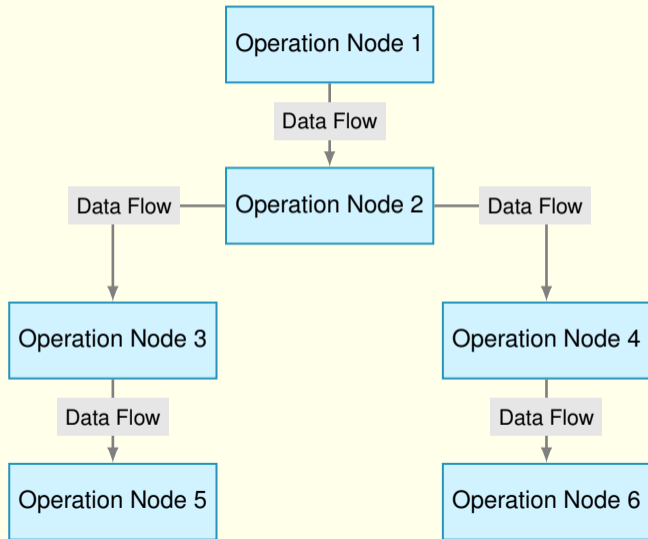 Operation Node 1
Data Flow
Operation Node 2
Data Flow
Data Flow
Operation Node 3
Operation Node 4
Data Flow
Data Flow
Operation Node 5
Operation Node 6